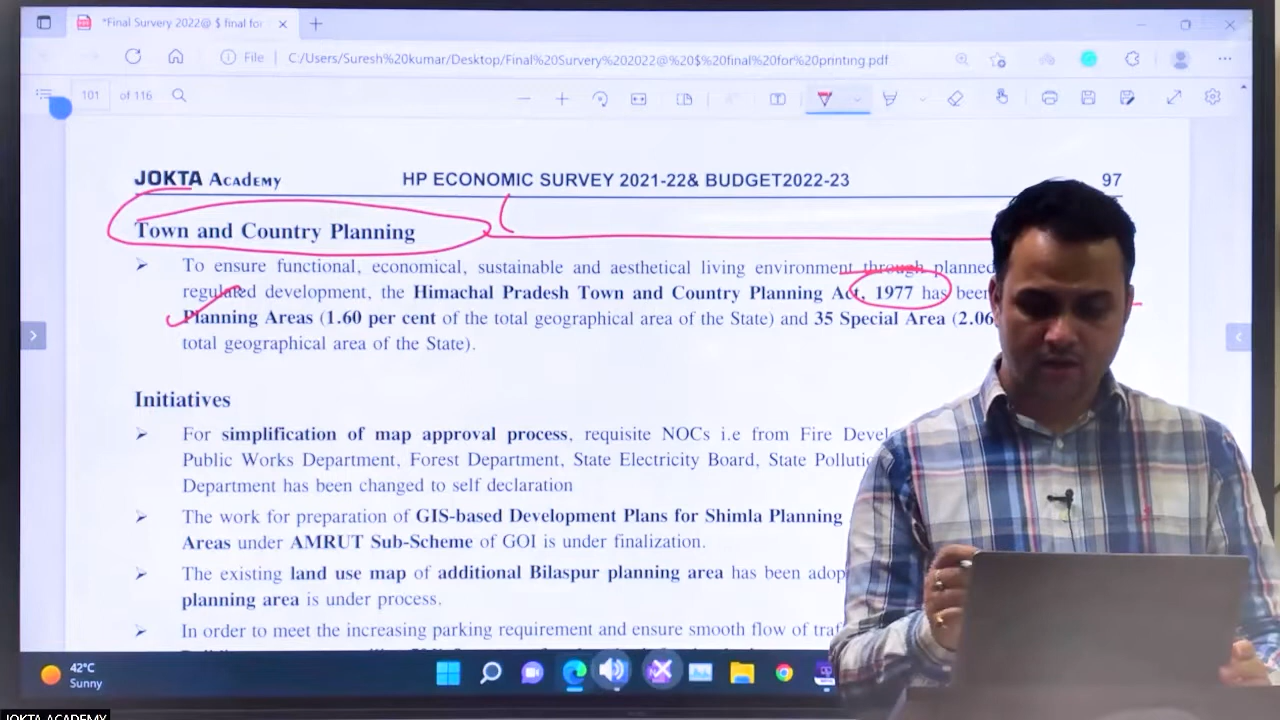 *Final Survery 2022@ $ final for
File C:/Users/Suresh%20kumar/Desktop/Final%20Survery%202022@%20$%20final%20for%20printing.pdf
101 of 116
JOKTA ACADEMY HP ECONOMIC SURVEY 2021-22& BUDGET2022-23 97
Town and Country Planning
➤ To ensure functional, economical, sustainable and aesthetical living environment through planned
regulated development, the Himachal Pradesh Town and Country Planning Act, 1977 has been
Planning Areas (1.60 per cent of the total geographical area of the State) and 35 Special Area (2.06
total geographical area of the State).
Initiatives
➤ For simplification of map approval process, requisite NOCs i.e from Fire
Public Works Department, Forest Department, State Electricity Board, State
Department has been changed to self declaration
➤ The work for preparation of GIS-based Development Plans for Shimla Planning
Areas under AMRUT Sub-Scheme of GOI is under finalization.
➤ The existing land use map of additional Bilaspur planning area has been
planning area is under process.
➤ In order to meet the increasing parking requirement and ensure smooth flow of
42°C
Sunny
JOKTA ACADEMY